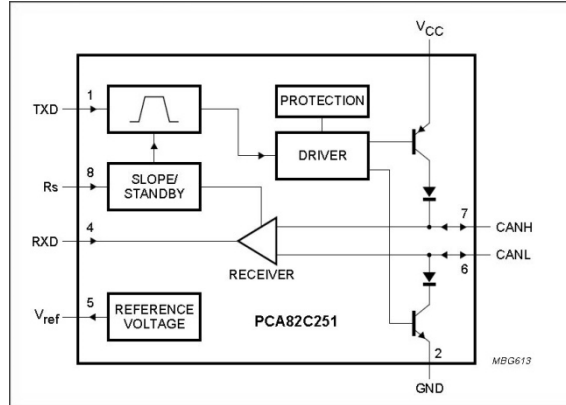 VCC
TXD
1
PROTECTION
DRIVER
Rs
8
SLOPE/
STANDBY
7
CANH
RXD
4
CANL
6
RECEIVER
Vref
5
REFERENCE
VOLTAGE
PCA82C251
2
MBG613
GND